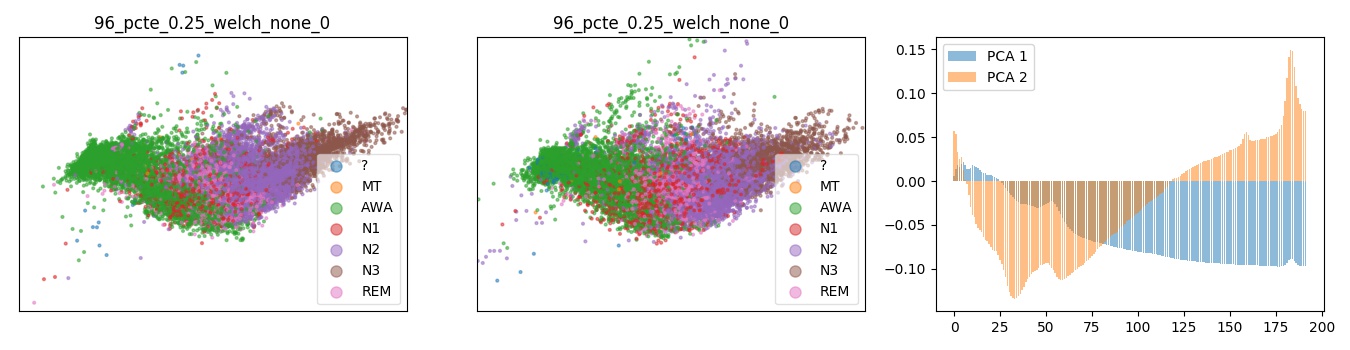 96_pcte_0.25_welch_none_0
?
MT
AWA
N1
N2
N3
REM
96_pcte_0.25_welch_none_0
?
MT
AWA
N1
N2
N3
REM
PCA 1
PCA 2
0.15
0.10
0.05
0.00
−0.05
−0.10
0 25 50 75 100 125 150 175 200